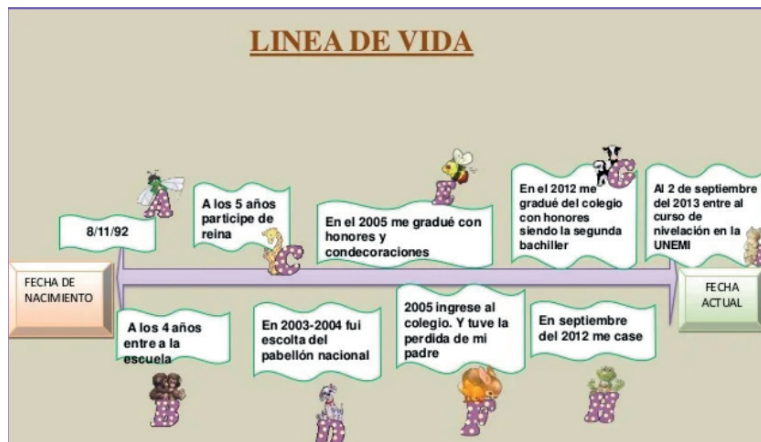 LINEA DE VIDA
8/11/92
A los 5 años
participe de
reina
En el 2005 me gradué con
honores y
condecoraciones
En el 2012 me
gradué del colegio
con honores
siendo la segunda
bachiller
Al 2 de septiembre
del 2013 entre al
curso de
nivelación en la
UNEMI
FECHA DE
NACIMIENTO
FECHA
ACTUAL
A los 4 años
entre a la
escuela
En 2003-2004 fui
escolta del
pabellón nacional
2005 ingrese al
colegio. Y tuve la
perdida de mi
padre
En septiembre
del 2012 me case